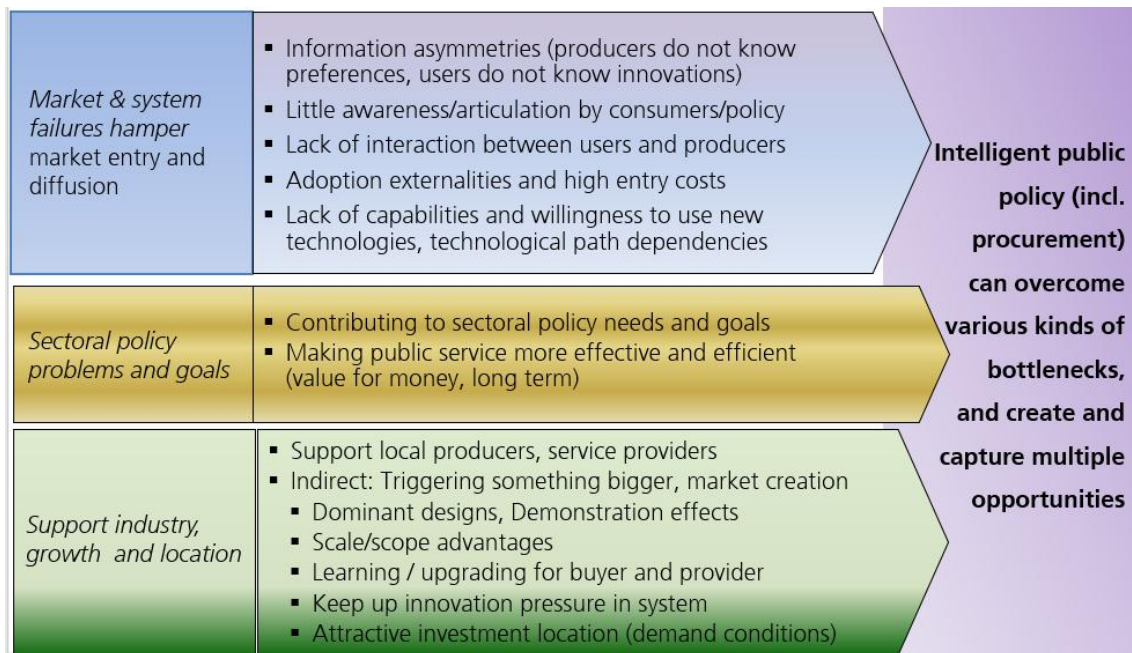 Market & system
failures hamper
market entry and
diffusion
▪ Information asymmetries (producers do not know
preferences, users do not know innovations)
▪ Little awareness/articulation by consumers/policy
▪ Lack of interaction between users and producers
▪ Adoption externalities and high entry costs
▪ Lack of capabilities and willingness to use new
technologies, technological path dependencies
Sectoral policy
problems and goals
▪ Contributing to sectoral policy needs and goals
▪ Making public service more effective and efficient
(value for money, long term)
Support industry,
growth and location
▪ Support local producers, service providers
▪ Indirect: Triggering something bigger, market creation
▪ Dominant designs, Demonstration effects
▪ Scale/scope advantages
▪ Learning / upgrading for buyer and provider
▪ Keep up innovation pressure in system
▪ Attractive investment location (demand conditions)
Intelligent public
policy (incl.
procurement)
can overcome
various kinds of
bottlenecks,
and create and
capture multiple
opportunities